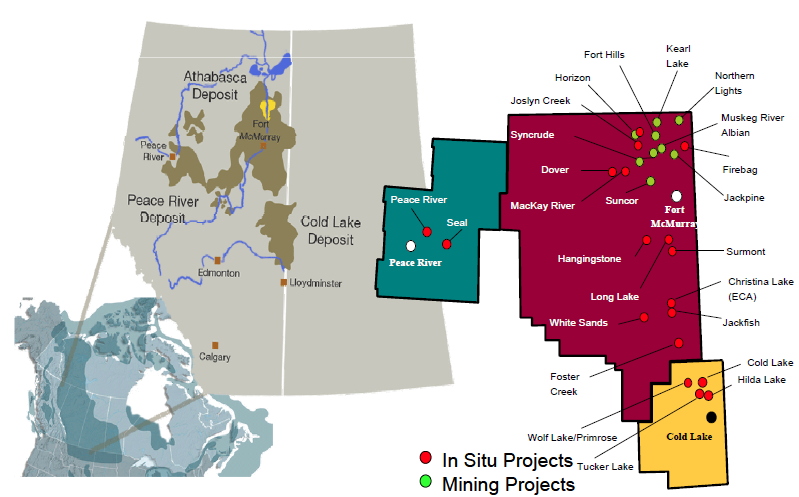 Athabasca
Deposit
Fort
McMurray
Peace
River
Peace River
Deposit
Cold Lake
Deposit
Edmonton
Lloydminster
Calgary
Kearl
Lake
Fort Hills
Horizon
Northern
Lights
Joslyn Creek
Muskeg River
Albian
Syncrude
Firebag
Dover
Jackpine
MacKay River
Suncor
Fort
McMurray
Peace River
Seal
Peace River
Hangingstone
Surmont
Long Lake
Christina Lake
(ECA)
White Sands
Jackfish
Foster
Creek
Cold Lake
Hilda Lake
Wolf Lake/Primrose
Cold Lake
Tucker Lake
In Situ Projects
Mining Projects